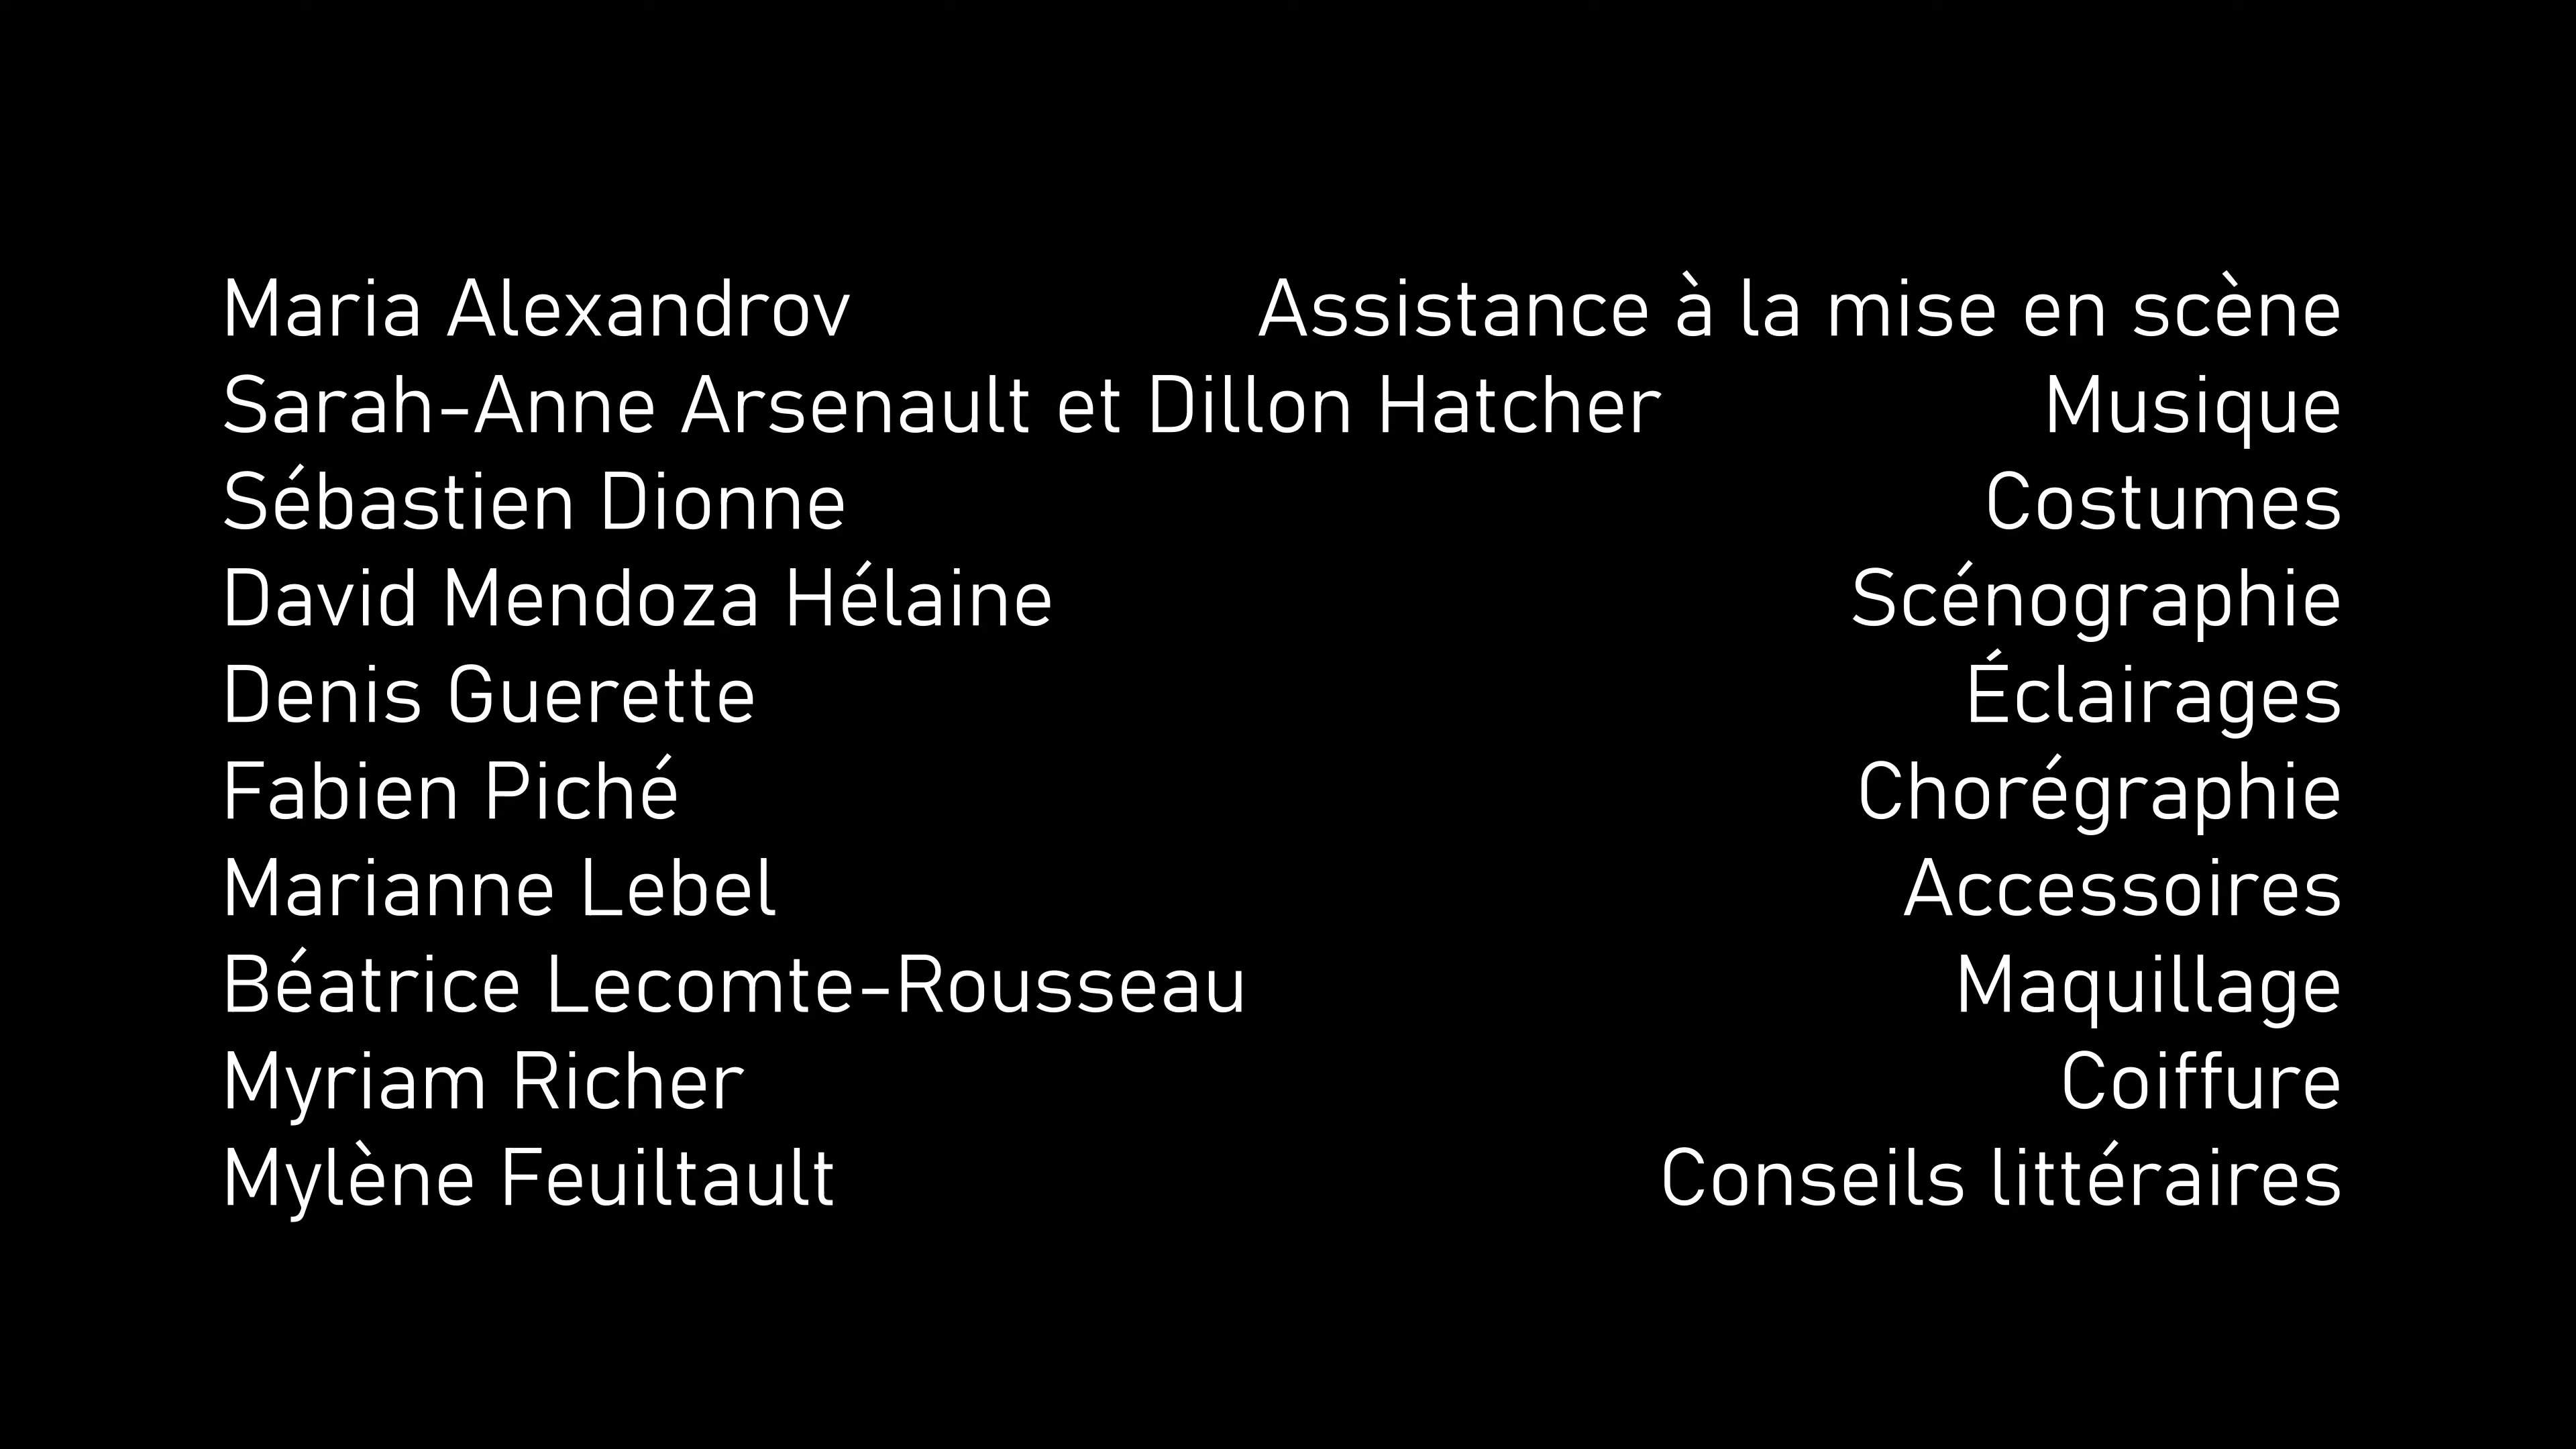 Maria Alexandrov Assistance à la mise en scène
Sarah-Anne Arsenault et Dillon Hatcher Musique
Sébastien Dionne Costumes
David Mendoza Hélaine Scénographie
Denis Guerette Éclairages
Fabien Piché Chorégraphie
Marianne Lebel Accessoires
Béatrice Lecomte-Rousseau Maquillage
Myriam Richer Coiffure
Mylène Feuiltault Conseils littéraires